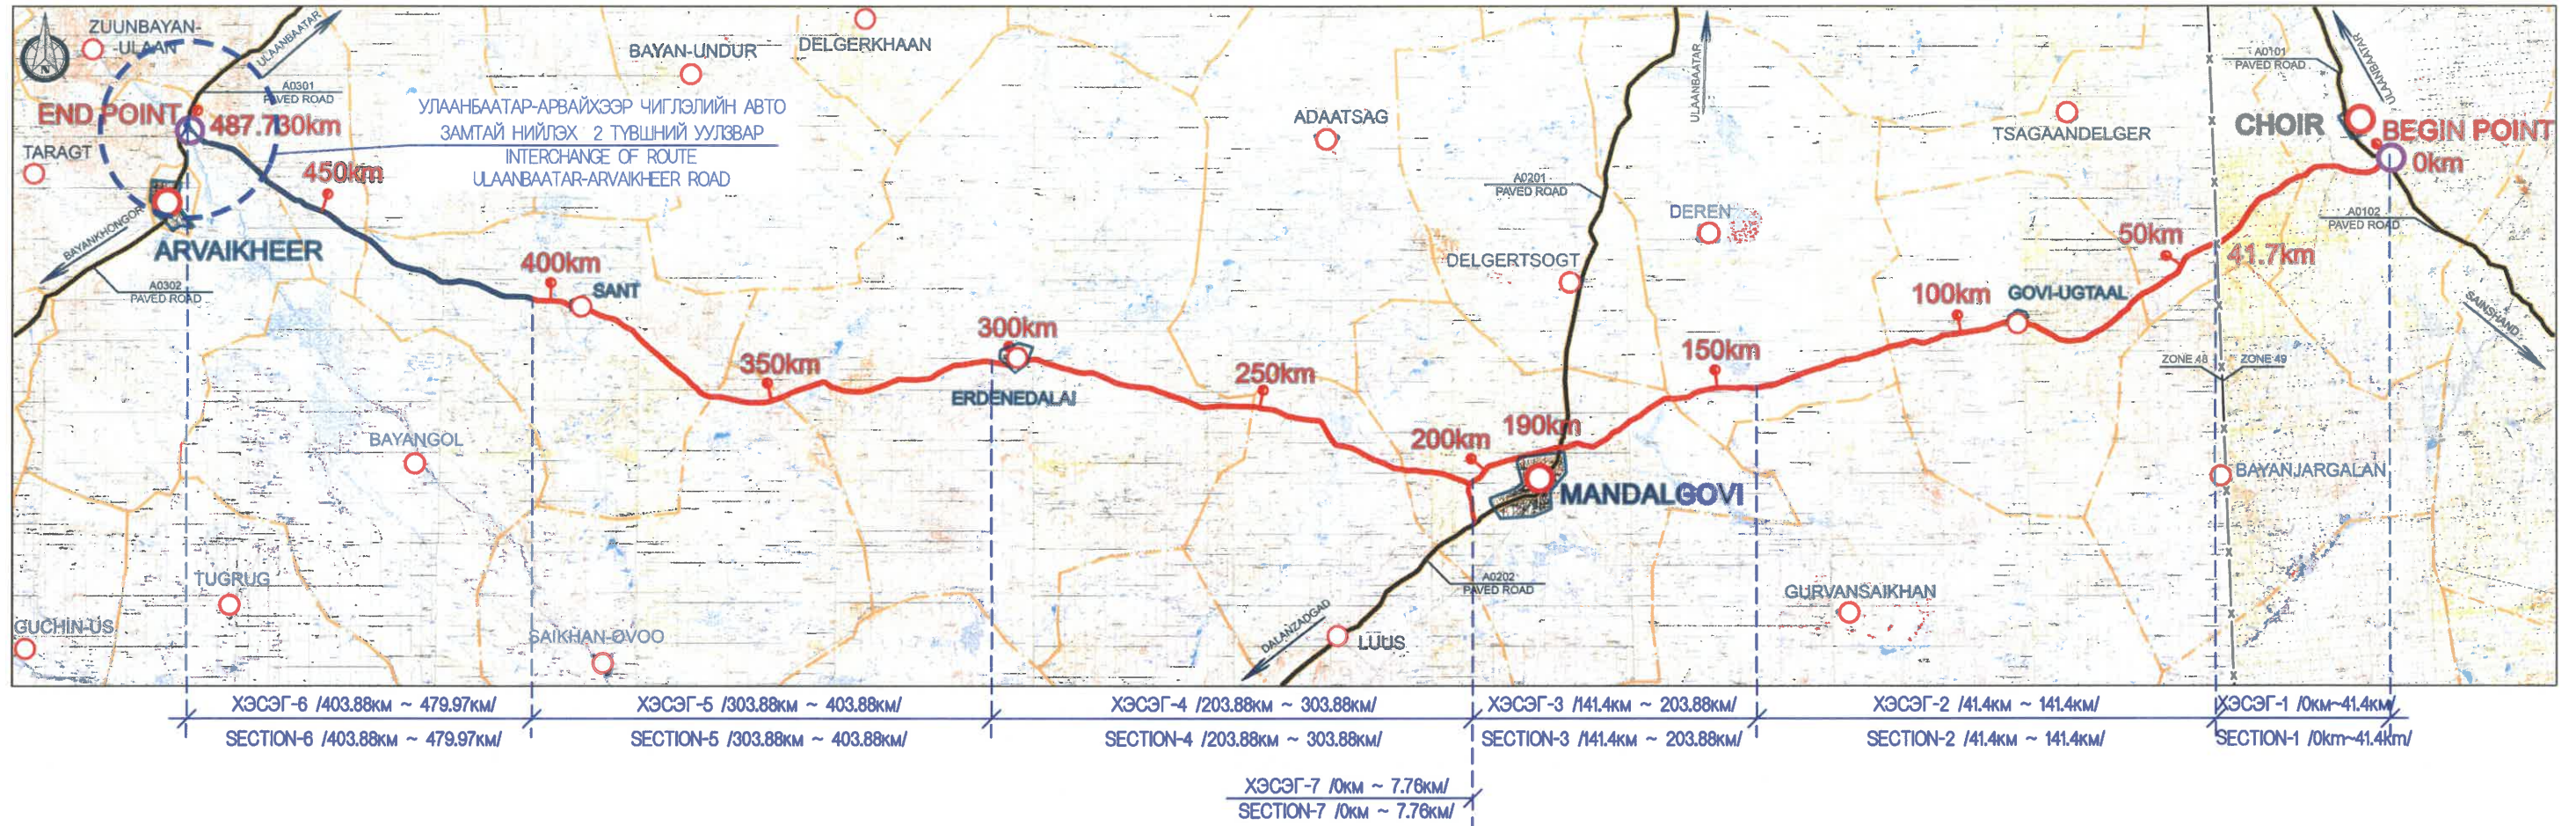 ZUUNBAYAN-
-ULAAN
ULAANBAATAR
A0301
PAVED ROAD
END POINT
487.730km
TARAGT
450km
BAYANKHONGOR
ARVAIKHEER
A0302
PAVED ROAD
BAYAN-UNDUR
DELGERKHAAN
УЛААНБААТАР-АРВАЙХЭЭР ЧИГЛЭЛИЙН АВТО
ЗАМТАЙ НИЙЛЭХ 2 ТҮВШНИЙ УУЛЗВАР
INTERCHANGE OF ROUTE
ULAANBAATAR-ARVAIKHEER ROAD
400km
SANT
350km
300km
ERDENEDALAI
250km
ADAATSAG
A0201
PAVED ROAD
ULAANBAATAR
DEREN
DELGERTSOGT
150km
190km
200km
MANDALGOVI
A0202
PAVED ROAD
DALANZADGAD
LUUS
BAYANGOL
TUGRUG
GUCHIN-US
SAIKHAN-OVOO
GURVANSAIKHAN
TSAGAANDELGER
100km
GOVI-UGTAAL
50km
41.7km
ZONE 48
ZONE 49
BAYANJARGALAN
A0101
PAVED ROAD
ULAANBAATAR
CHOIR
BEGIN POINT
0km
A0102
PAVED ROAD
SAINSHAND
N
ХЭСЭГ-6 /403.88км ~ 479.97км/
SECTION-6 /403.88км ~ 479.97км/
ХЭСЭГ-5 /303.88км ~ 403.88км/
SECTION-5 /303.88км ~ 403.88км/
ХЭСЭГ-4 /203.88км ~ 303.88км/
SECTION-4 /203.88км ~ 303.88км/
ХЭСЭГ-3 /141.4км ~ 203.88км/
SECTION-3 /141.4км ~ 203.88км/
ХЭСЭГ-2 /41.4км ~ 141.4км/
SECTION-2 /41.4км ~ 141.4км/
ХЭСЭГ-1 /0км~41.4км/
SECTION-1 /0km~41.4km/
ХЭСЭГ-7 /0км ~ 7.76км/
SECTION-7 /0км ~ 7.76км/